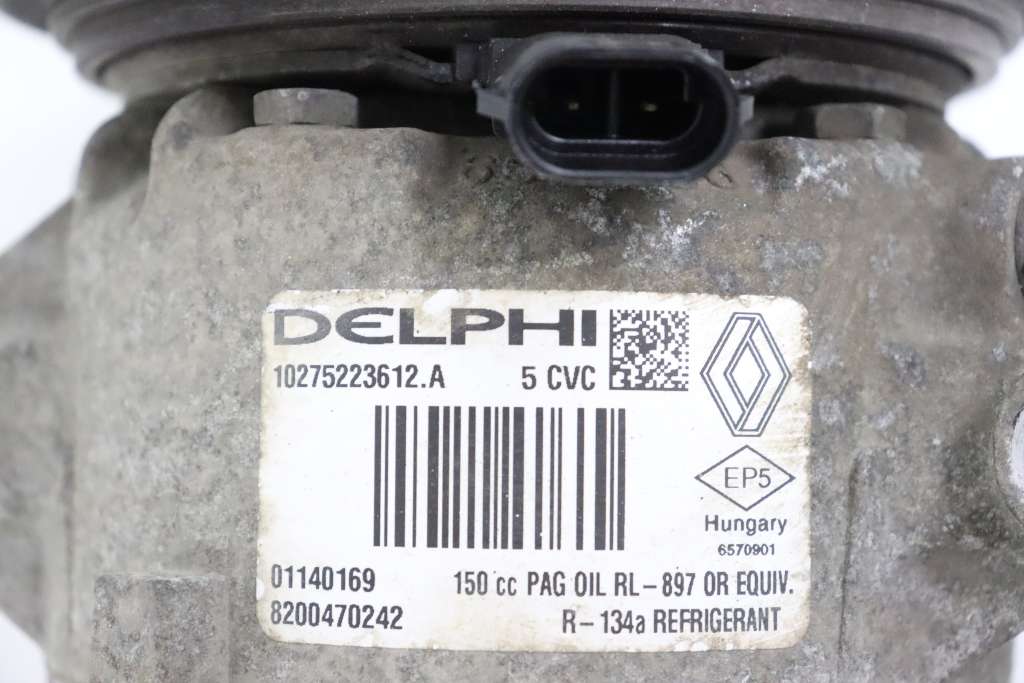 DELPHI
10275223612.A 5 CVC
EP5
Hungary
6570901
01140169 150 cc PAG OIL RL-897 OR EQUIV.
8200470242 R-134a REFRIGERANT